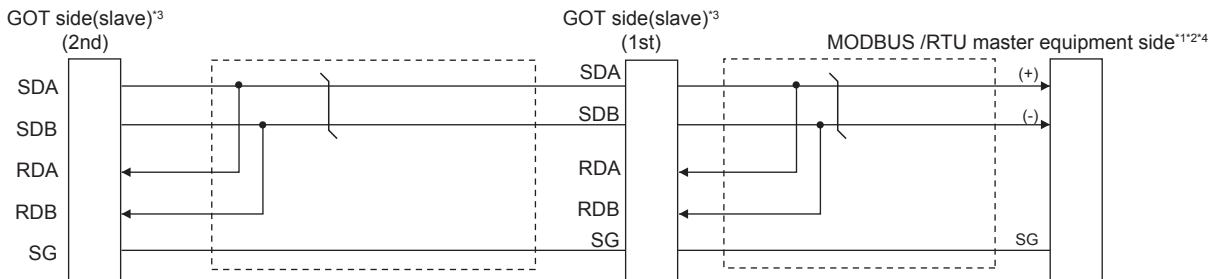 GOT side(slave)*3
(2nd)
GOT side(slave)*3
(1st)
MODBUS /RTU master equipment side*1*2*4
SDA
SDB
RDA
RDB
SG
SDA
SDB
RDA
RDB
SG
(+)
(-)
SG